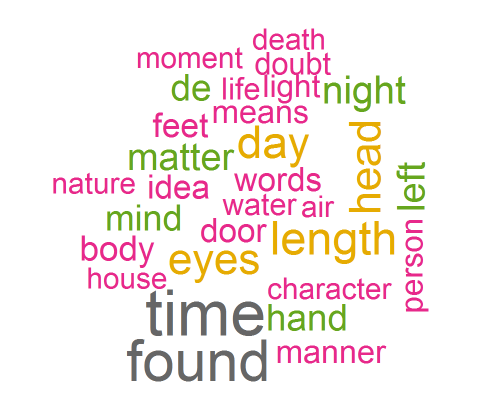 death
moment doubt
de life light night
means
feet day head
matter left
nature idea words
water air
mind door length person
body eyes
house character
time hand
found manner